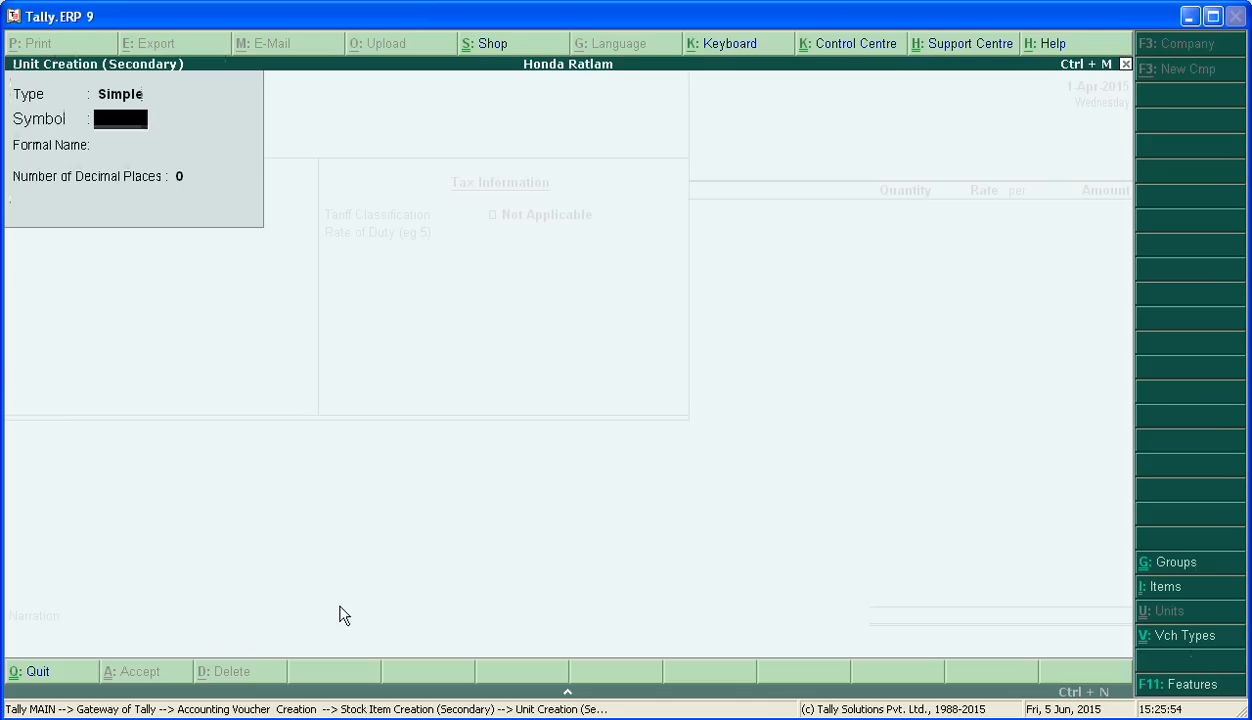 Tally.ERP 9
P: Print E: Export M: E-Mail O: Upload S: Shop G: Language K: Keyboard K: Control Centre H: Support Centre H: Help F3: Company
Unit Creation (Secondary) Honda Ratlam Ctrl + M F3: New Cmp
Type : Simple 1-Apr-2015
Wednesday
Symbol :
Formal Name:
Number of Decimal Places : 0
Tax Information Quantity Rate per Amount
Tariff Classification Not Applicable
Rate of Duty (eg 5)
G: Groups
I: Items
Narration U: Units
V: Vch Types
Q: Quit A: Accept D: Delete
F11: Features
Ctrl + N
Tally MAIN --> Gateway of Tally --> Accounting Voucher Creation --> Stock Item Creation (Secondary) --> Unit Creation (Se... (c) Tally Solutions Pvt. Ltd., 1988-2015 Fri, 5 Jun, 2015 15:25:54